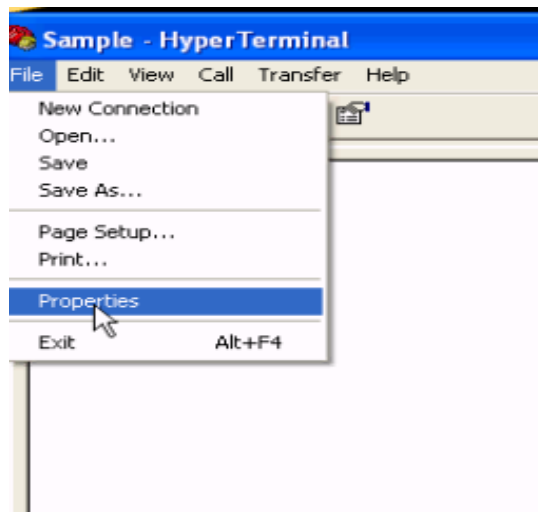 Sample - HyperTerminal
File Edit View Call Transfer Help
New Connection
Open...
Save
Save As...
Page Setup...
Print...
Properties
Exit Alt+F4